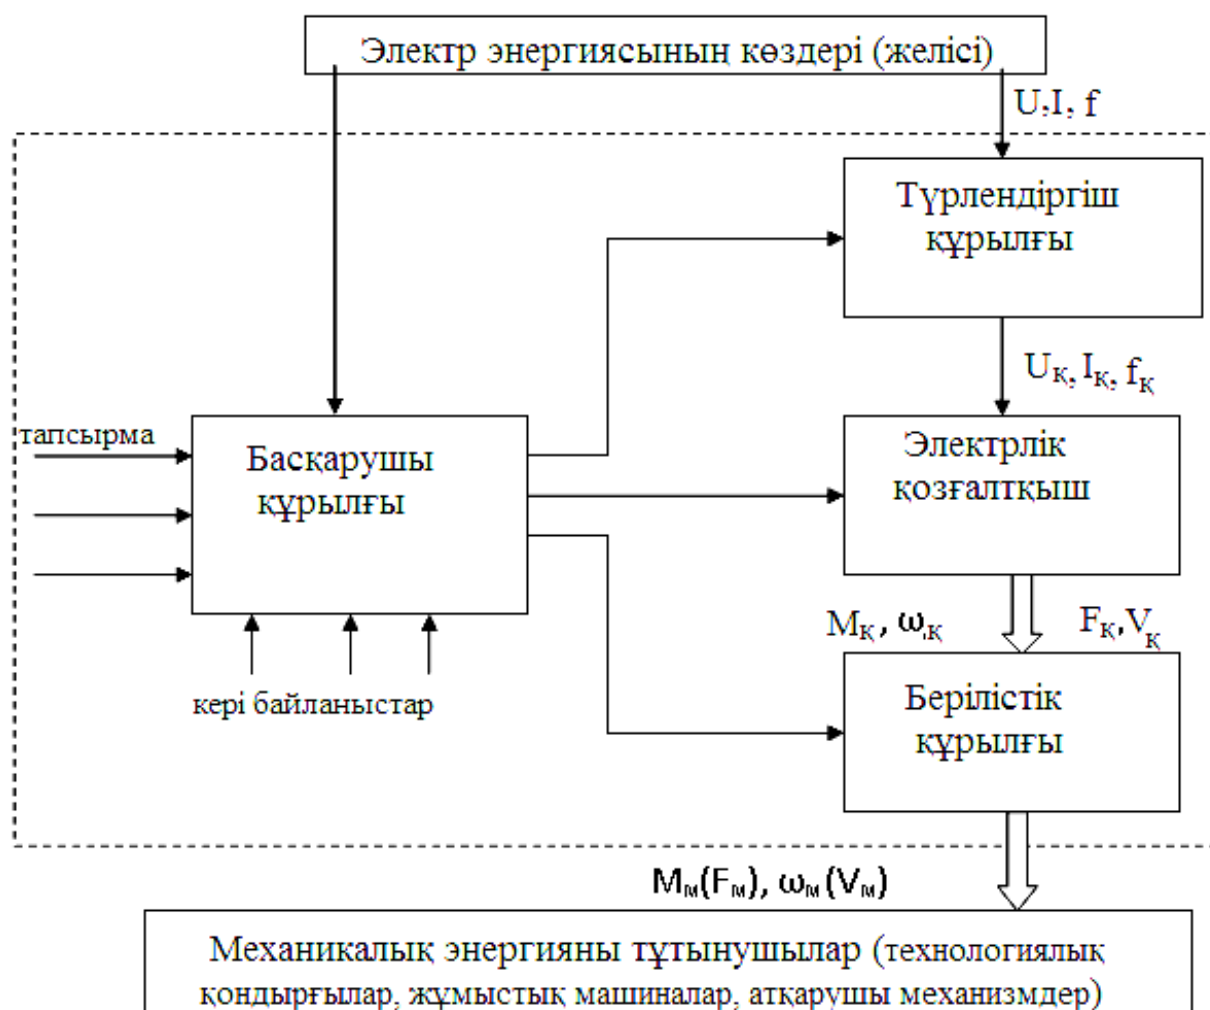 Электр энергиясының көздері (желісі)
U,I, f
Түрлендіргіш
құрылғы
Uқ, Iқ, fқ
тапсырма
Басқарушы
құрылғы
Электрлік
қозғалтқыш
Mқ, ω,қ
Fқ,Vқ
кері байланыстар
Берілістік
құрылғы
Mм(Fм), ωм(Vм)
Механикалық энергияны тұтынушылар (технологиялық
қондырғылар, жұмыстық машиналар, атқарушы механизмдер)